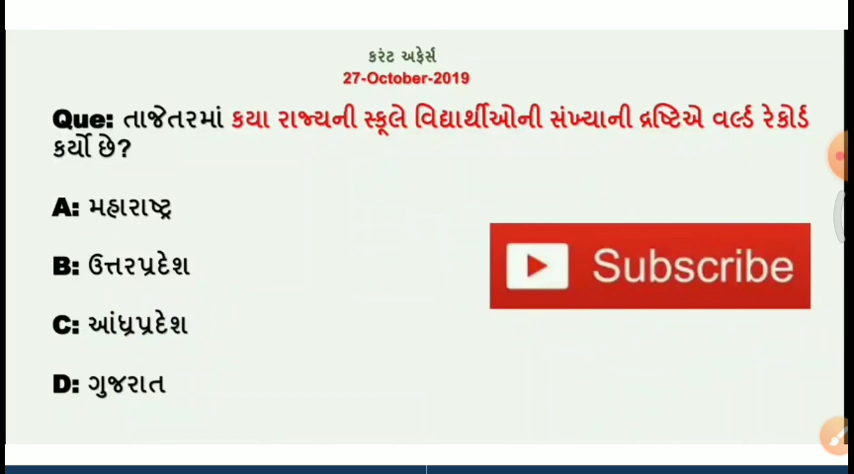 કરંટ અફેર્સ
27-October-2019
Que: તાજેતરમાં કયા રાજ્યની સ્કૂલે વિદ્યાર્થીઓની સંખ્યાની દ્રષ્ટિએ વર્લ્ડ રેકોર્ડ
કર્યો છે?
A: મહારાષ્ટ્ર
B: ઉત્તરપ્રદેશ
Subscribe
C: આંધ્રપ્રદેશ
D: ગુજરાત